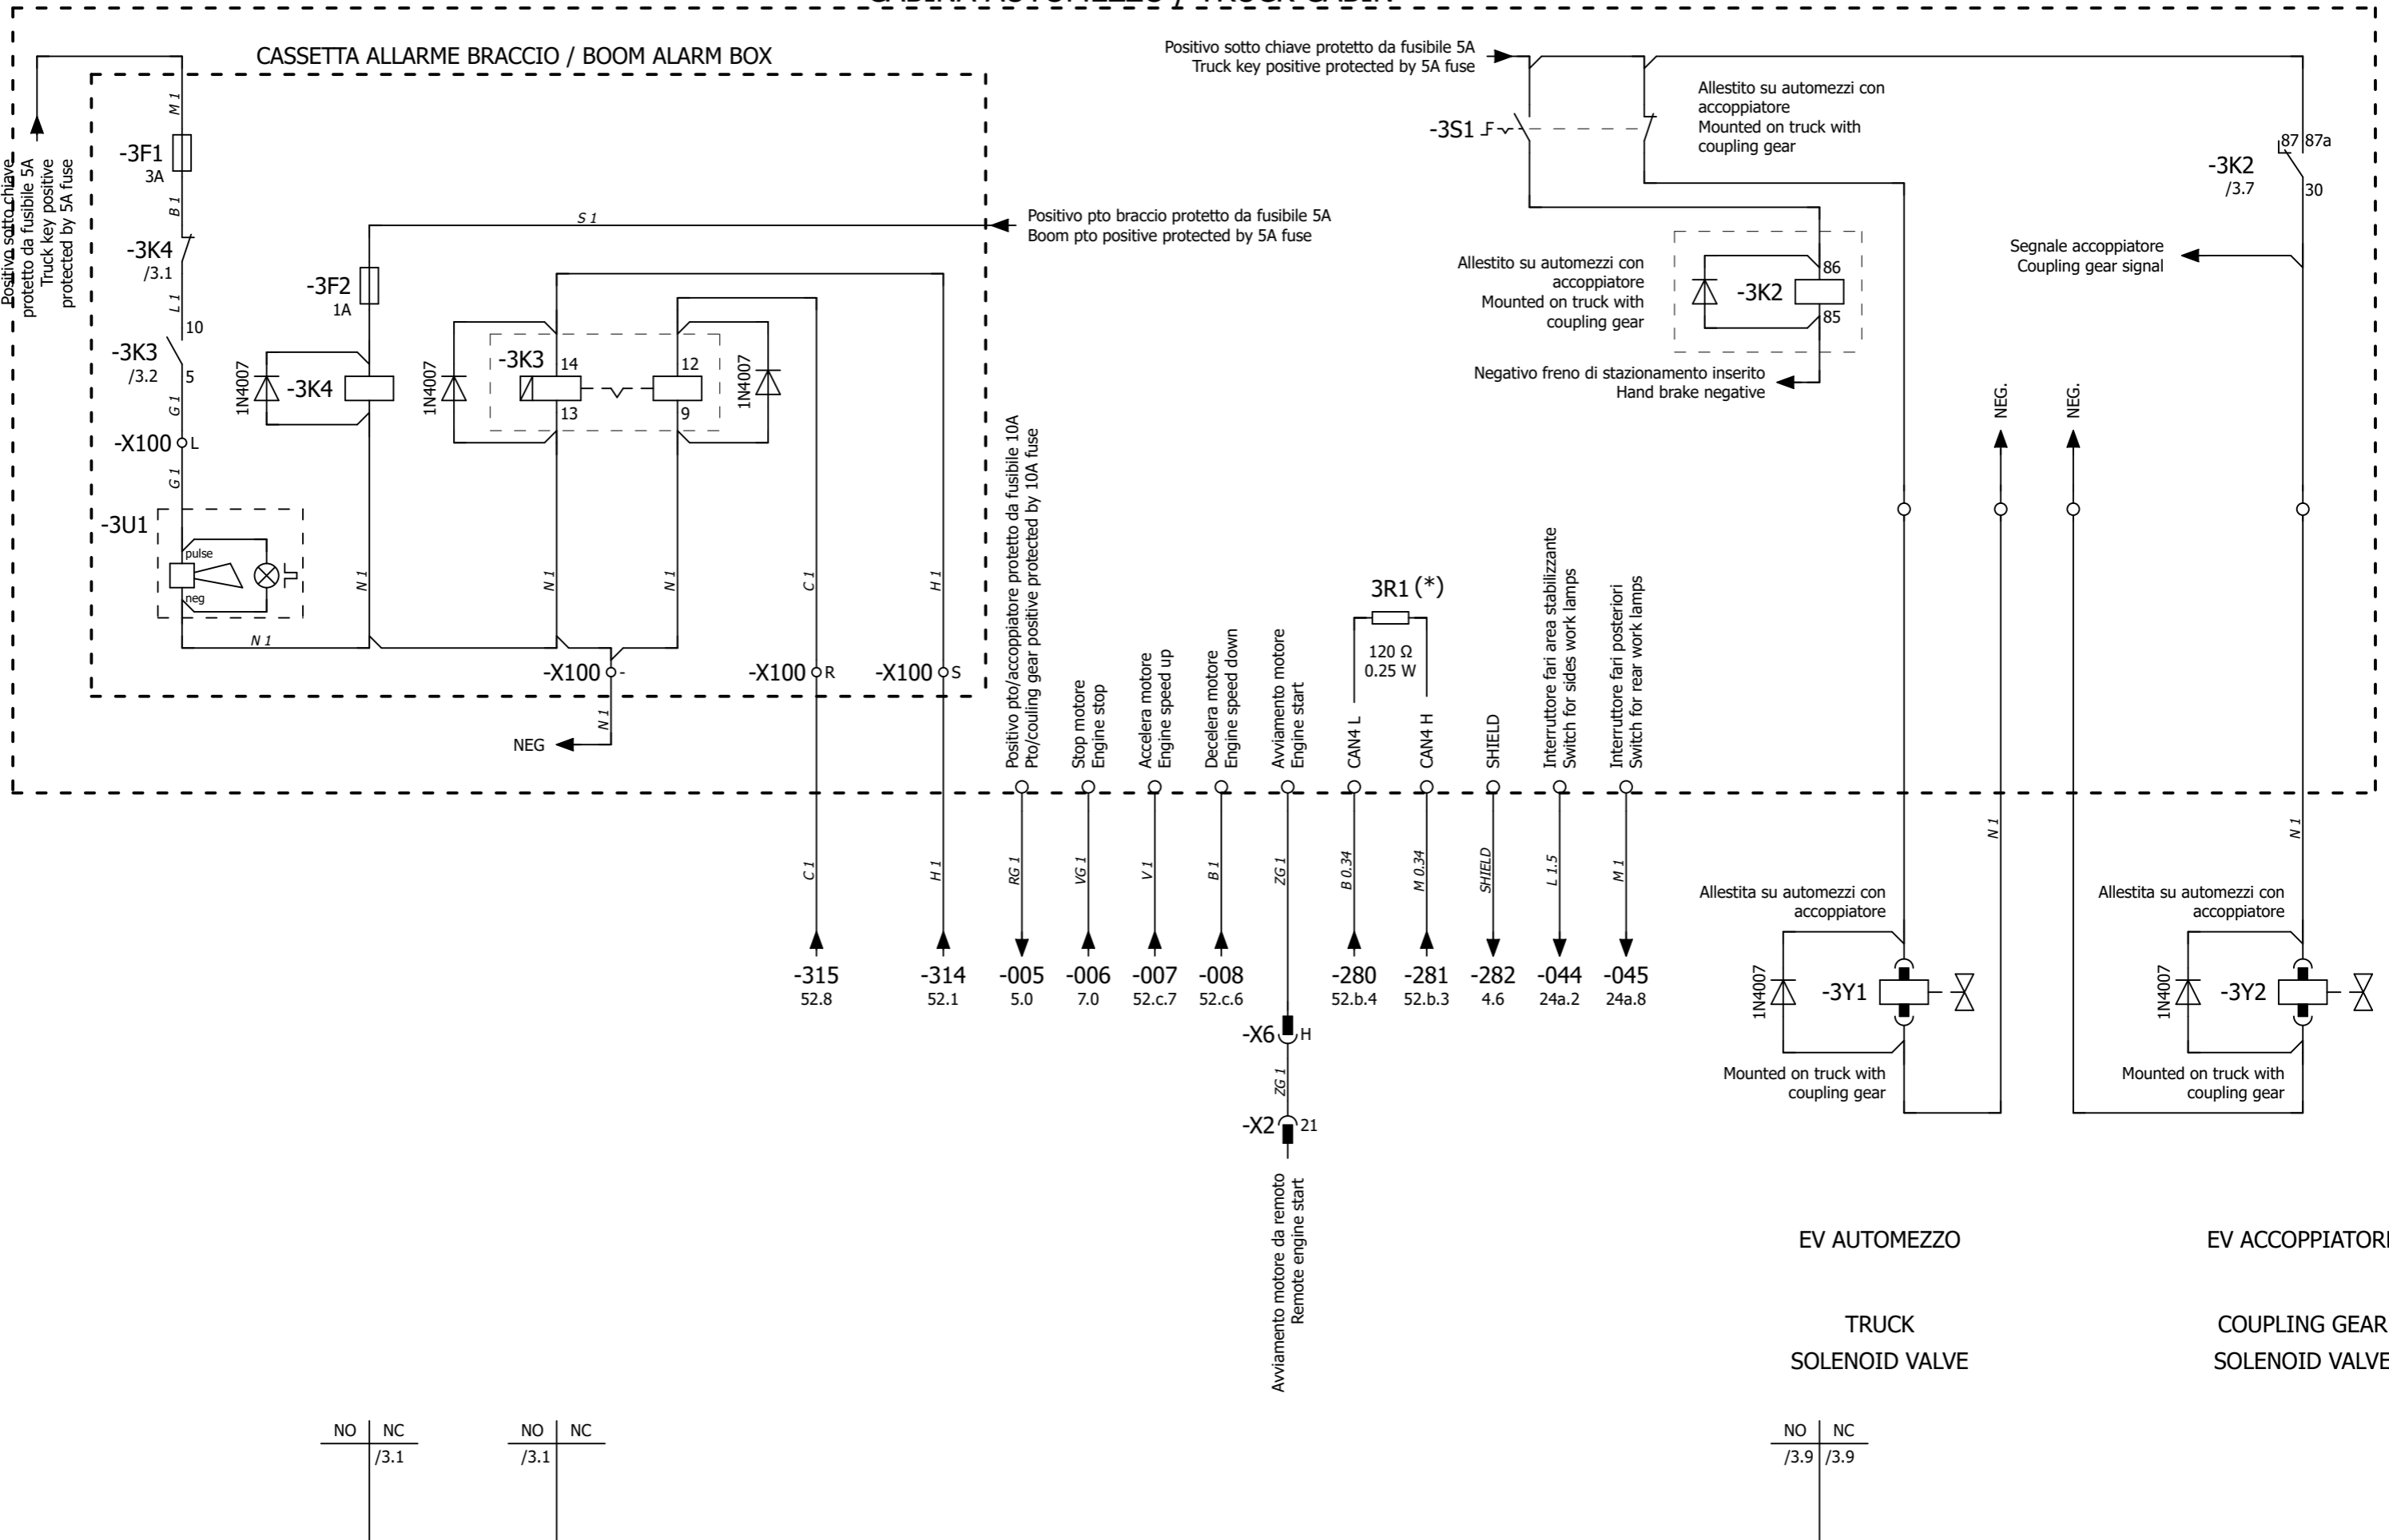 CABINA AUTOMEZZO / TRUCK CABIN
CASSETTA ALLARME BRACCIO / BOOM ALARM BOX
Positivo sotto chiave
protetto da fusibile 5A
Truck key positive
protected by 5A fuse
M 1
-3F1
3A
B 1
-3K4
/3.1
L 1
10
-3K3
/3.2
5
G 1
-X100
L
G 1
-3U1
pulse
neg
N 1
S 1
Positivo pto braccio protetto da fusibile 5A
Boom pto positive protected by 5A fuse
-3F2
1A
1N4007
-3K4
N 1
1N4007
-3K3
14
13
12
9
1N4007
N 1
N 1
C 1
H 1
-X100
-
-X100
R
-X100
S
N 1
NEG
C 1
-315
52.8
H 1
-314
52.1
Positivo pto/accoppiatore protetto da fusibile 10A
Pto/couling gear positive protected by 10A fuse
RG 1
-005
5.0
Stop motore
Engine stop
VG 1
-006
7.0
Accelera motore
Engine speed up
V 1
-007
52.c.7
Decelera motore
Engine speed down
B 1
-008
52.c.6
Avviamento motore
Engine start
ZG 1
-X6
H
ZG 1
-X2
21
Avviamento motore da remoto
Remote engine start
3R1 (*)
120 Ω
0.25 W
CAN4 L
B 0.34
-280
52.b.4
CAN4 H
M 0.34
-281
52.b.3
SHIELD
SHIELD
-282
4.6
Interruttore fari area stabilizzante
Switch for sides work lamps
L 1.5
-044
24a.2
Interruttore fari posteriori
Switch for rear work lamps
M 1
-045
24a.8
Positivo sotto chiave protetto da fusibile 5A
Truck key positive protected by 5A fuse
-3S1
Allestito su automezzi con
accoppiatore
Mounted on truck with
coupling gear
Allestito su automezzi con
accoppiatore
Mounted on truck with
coupling gear
-3K2
86
85
Negativo freno di stazionamento inserito
Hand brake negative
87
87a
-3K2
/3.7
30
Segnale accoppiatore
Coupling gear signal
NEG.
NEG.
N 1
N 1
Allestita su automezzi con
accoppiatore
1N4007
-3Y1
Mounted on truck with
coupling gear
Allestita su automezzi con
accoppiatore
1N4007
-3Y2
Mounted on truck with
coupling gear
EV AUTOMEZZO
TRUCK
SOLENOID VALVE
EV ACCOPPIATORE
COUPLING GEAR
SOLENOID VALVE
NO NC
/3.1
NO NC
/3.1
NO NC
/3.9 /3.9